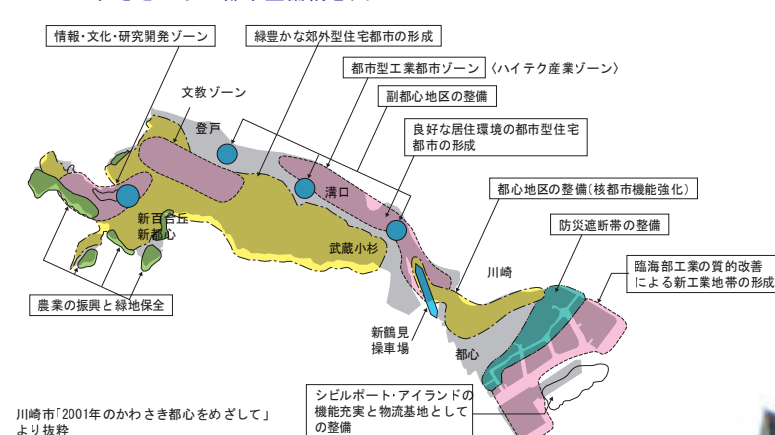 情報・文化・研究開発ゾーン
緑豊かな郊外型住宅都市の形成
都市型工業都市ゾーン〈ハイテク産業ゾーン〉
副都心地区の整備
文教ゾーン
登戸
良好な居住環境の都市型住宅
都市の形成
溝口
都心地区の整備(核都市機能強化)
新百合丘
新都心
武蔵小杉
防災遮断帯の整備
川崎
臨海部工業の質的改善
による新工業地帯の形成
農業の振興と緑地保全
新鶴見
操車場
都心
シビルポート・アイランドの
機能充実と物流基地として
の整備
川崎市「2001年のかわさき都心をめざして」
より抜粋